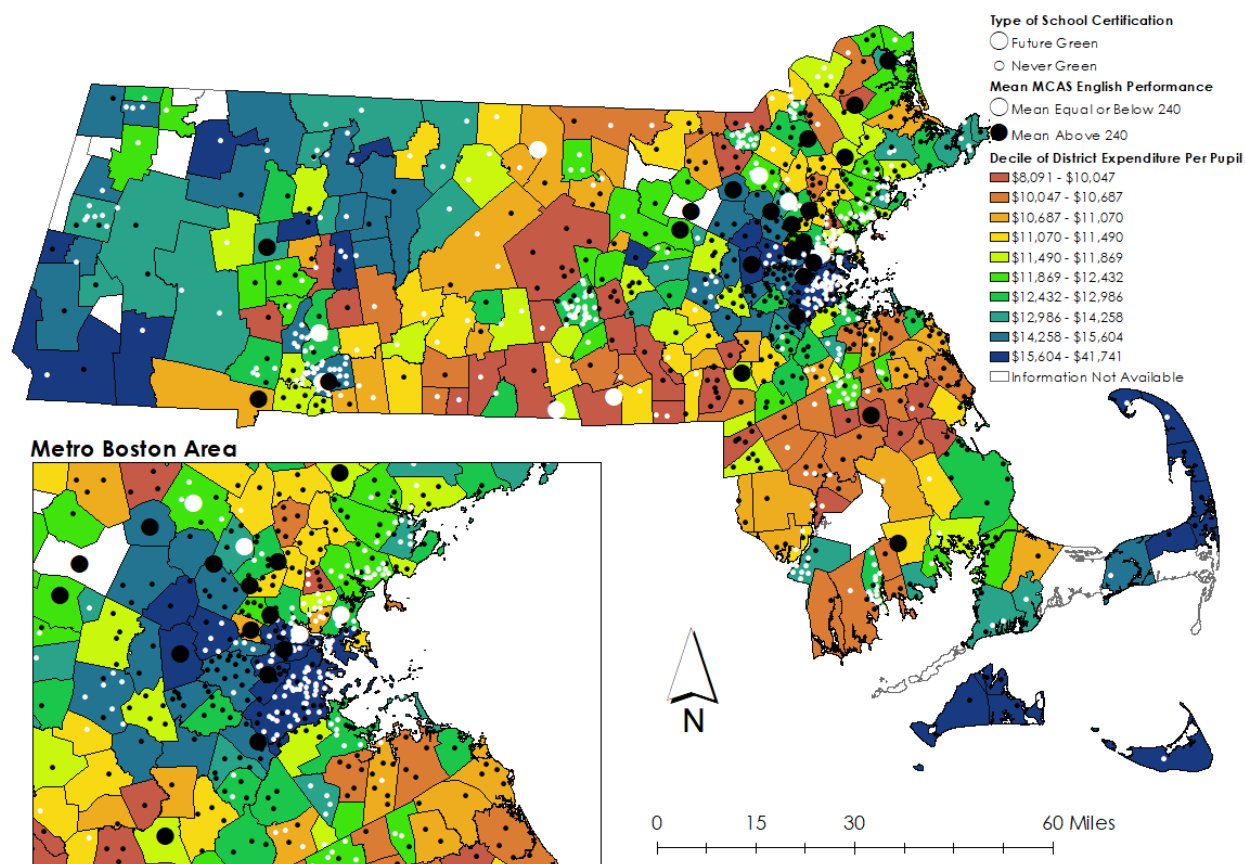 Type of School Certification
Future Green
Never Green
Mean MCAS English Performance
Mean Equal or Below 240
Mean Above 240
Decile of District Expenditure Per Pupil
$8,091 - $10,047
$10,047 - $10,687
$10,687 - $11,070
$11,070 - $11,490
$11,490 - $11,869
$11,869 - $12,432
$12,432 - $12,986
$12,986 - $14,258
$14,258 - $15,604
$15,604 - $41,741
Information Not Available
Metro Boston Area
N
0 15 30 60 Miles